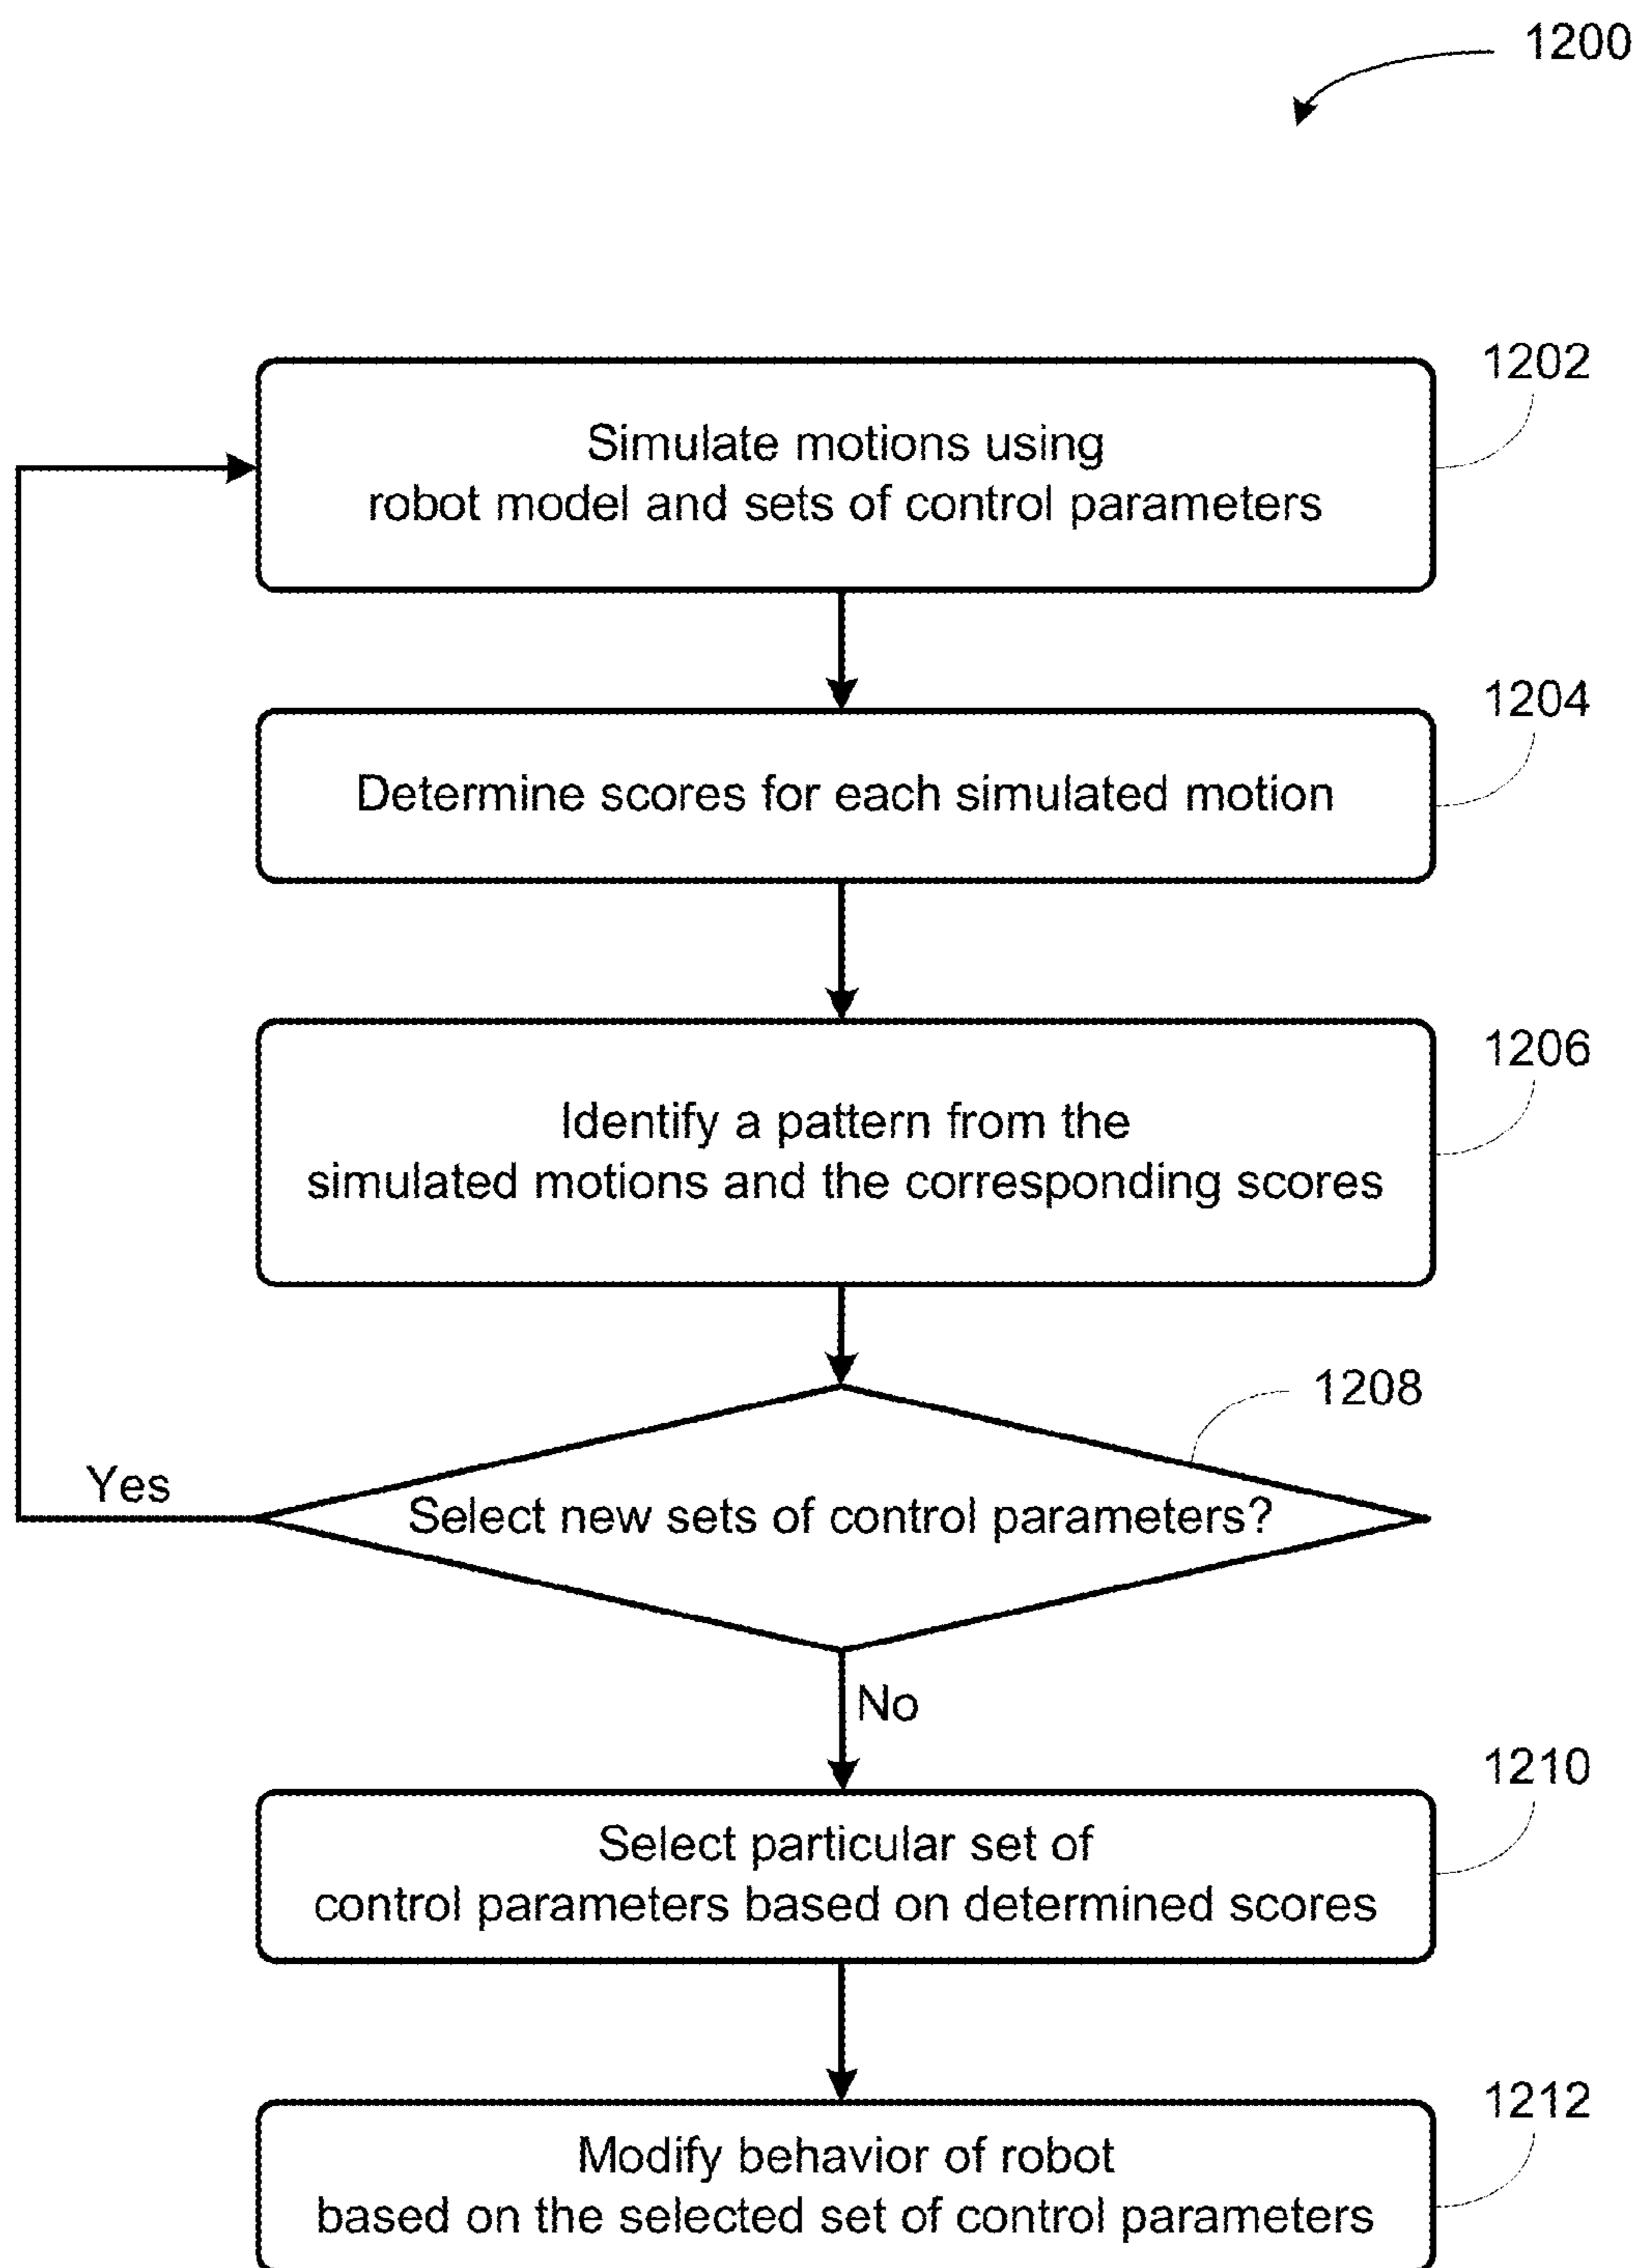 1200
1202
Simulate motions using
robot model and sets of control parameters
1204
Determine scores for each simulated motion
1206
Identify a pattern from the
simulated motions and the corresponding scores
1208
Select new sets of control parameters?
Yes
No
1210
Select particular set of
control parameters based on determined scores
1212
Modify behavior of robot
based on the selected set of control parameters